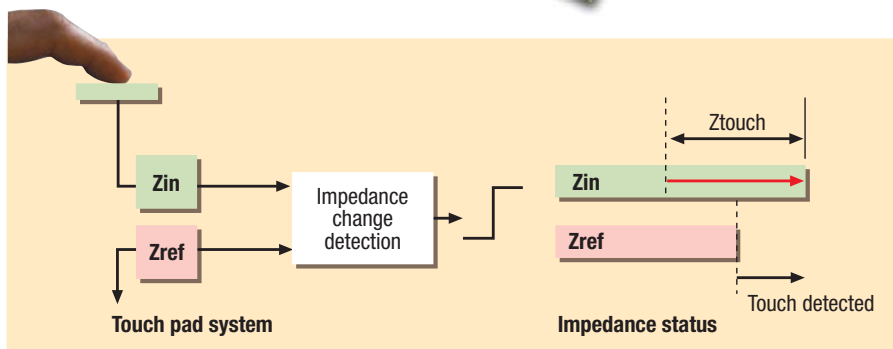 Zin
Zref
Impedance
change
detection
Touch pad system
Ztouch
Zin
Zref
Touch detected
Impedance status